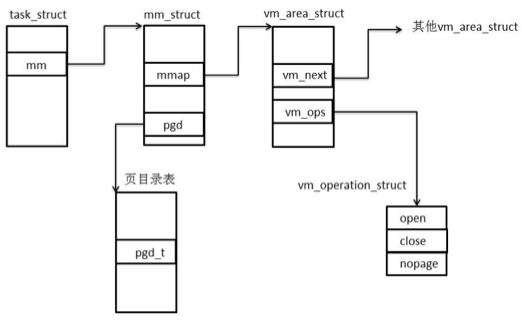 task_struct
mm_struct
vm_area_struct
其他vm_area_struct
mm
mmap
vm_next
vm_ops
pgd
页目录表
vm_operation_struct
pgd_t
open
close
nopage